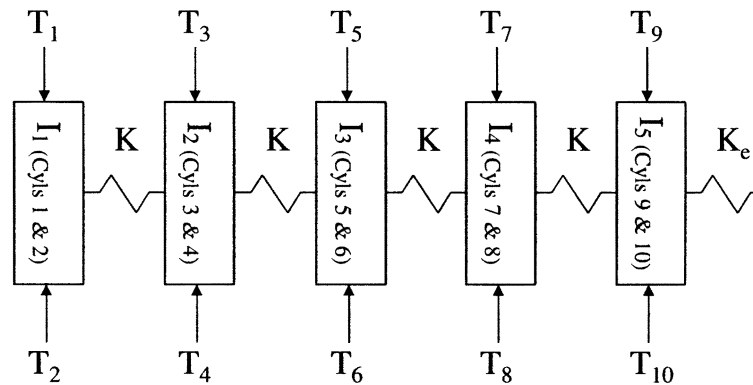 T1 T3 T5 T7 T9
K K K K Ke
I1 (Cyls 1 & 2)
I2 (Cyls 3 & 4)
I3 (Cyls 5 & 6)
I4 (Cyls 7 & 8)
I5 (Cyls 9 & 10)
T2 T4 T6 T8 T10